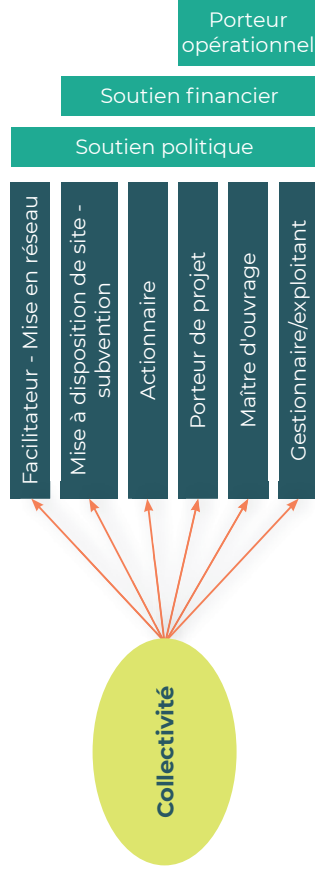 Porteur
opérationnel
Soutien financier
Soutien politique
Facilitateur - Mise en réseau
Mise à disposition de site -
subvention
Actionnaire
Porteur de projet
Maître d'ouvrage
Gestionnaire/exploitant
Collectivité